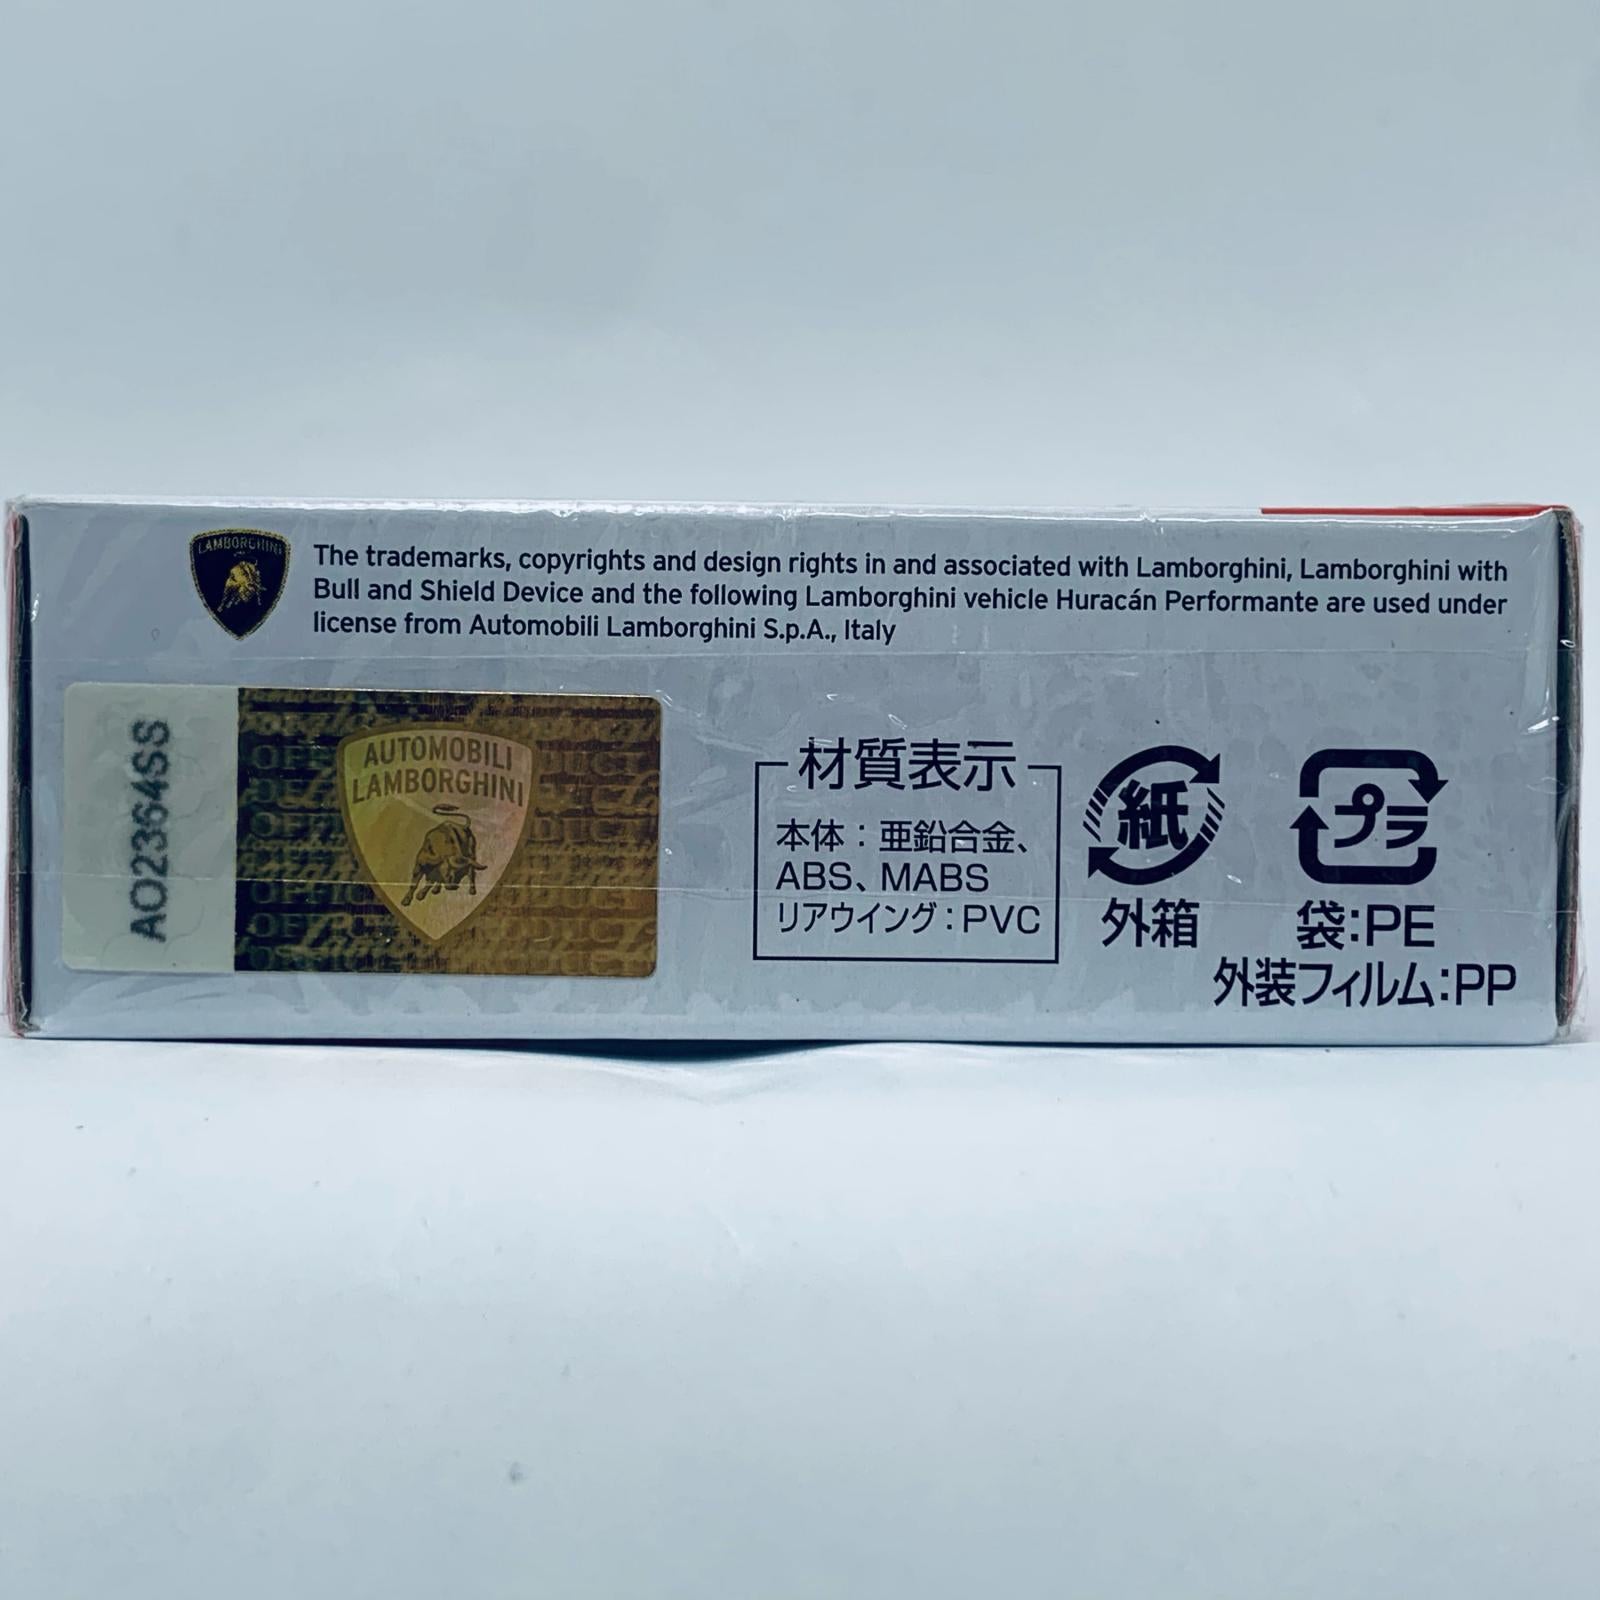 LAMBORGHINI
The trademarks, copyrights and design rights in and associated with Lamborghini, Lamborghini with
Bull and Shield Device and the following Lamborghini vehicle Huracán Performante are used under
license from Automobili Lamborghini S.p.A., Italy
AO2364SS
AUTOMOBILI
LAMBORGHINI
材質表示
本体：亜鉛合金、
ABS、MABS
リアウイング：PVC
紙
外箱
プラ
袋：PE
外装フィルム：PP